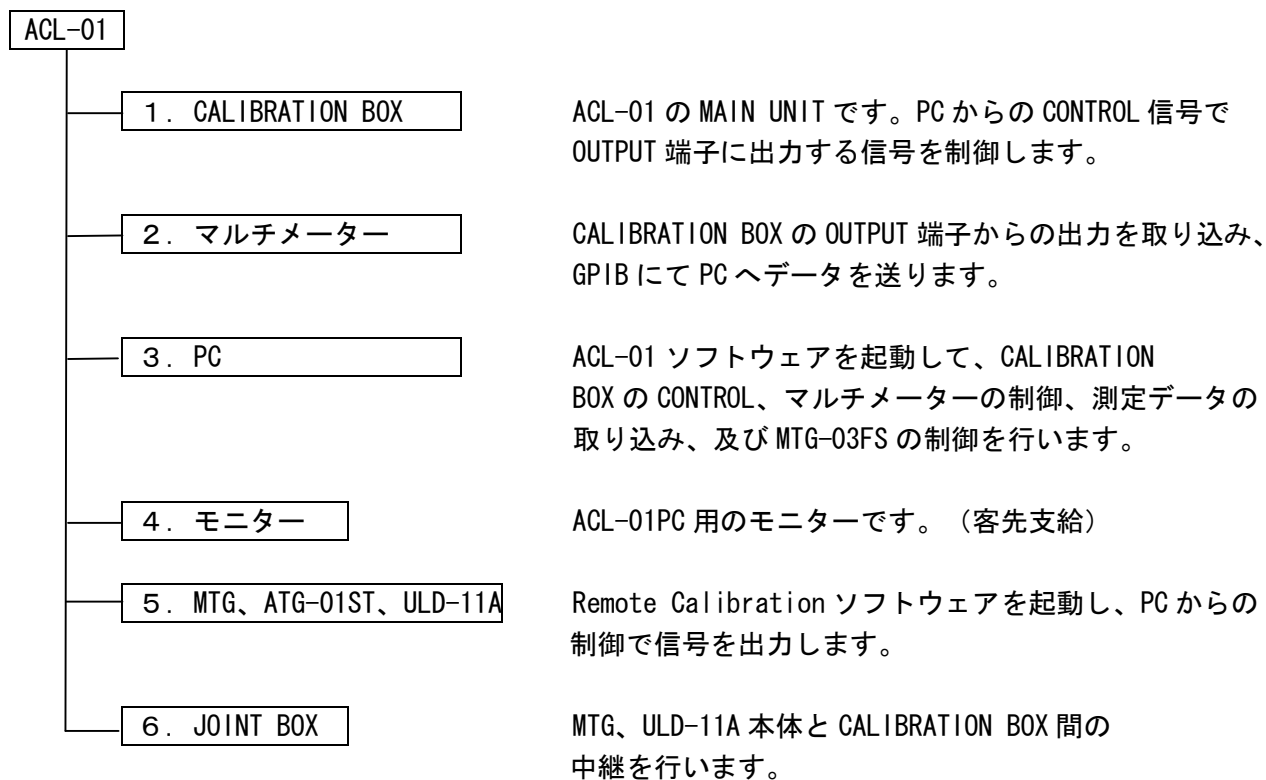 ACL-01
1. CALIBRATION BOX
ACL-01 の MAIN UNIT です。PC からの CONTROL 信号で
OUTPUT 端子に出力する信号を制御します。
2. マルチメーター
CALIBRATION BOX の OUTPUT 端子からの出力を取り込み、
GPIB にて PC へデータを送ります。
3. PC
ACL-01 ソフトウェアを起動して、CALIBRATION
BOX の CONTROL、マルチメーターの制御、測定データの
取り込み、及び MTG-03FS の制御を行います。
4. モニター
ACL-01PC 用のモニターです。（客先支給）
5. MTG、ATG-01ST、ULD-11A
Remote Calibration ソフトウェアを起動し、PC からの
制御で信号を出力します。
6. JOINT BOX
MTG、ULD-11A 本体と CALIBRATION BOX 間の
中継を行います。